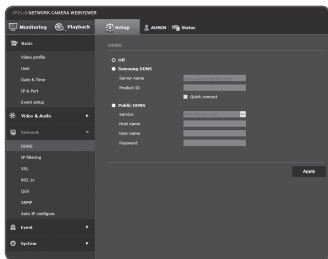 iPOLiS NETWORK CAMERA WEBVIEWER
Monitoring Playback Setup ADMIN Status
Basic
Video profile
User
Date & Time
IP & Port
Event setup
Video & Audio
Network
DDNS
IP filtering
SSL
802.1x
QoS
SNMP
Auto IP configure
Event
System
DDNS
Off
Samsung DDNS
Server name
Product ID
Quick connect
Public DDNS
Service
Host name
User name
Password
Apply